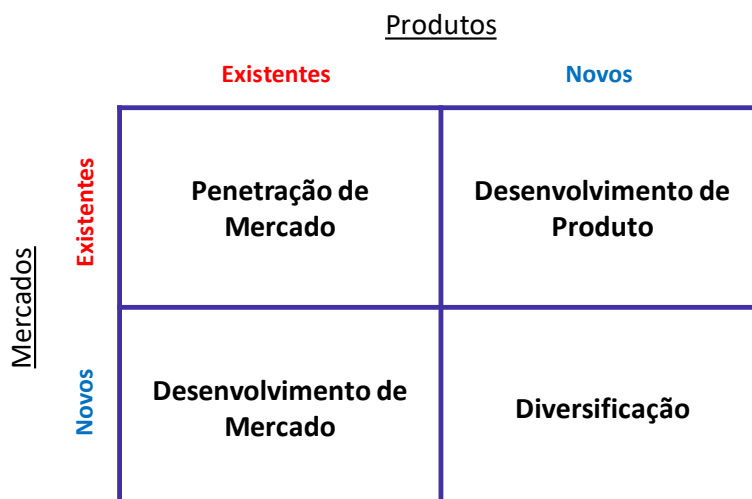 Produtos
Existentes
Novos
Mercados
Existentes
Penetração de
Mercado
Desenvolvimento de
Produto
Novos
Desenvolvimento de
Mercado
Diversificação